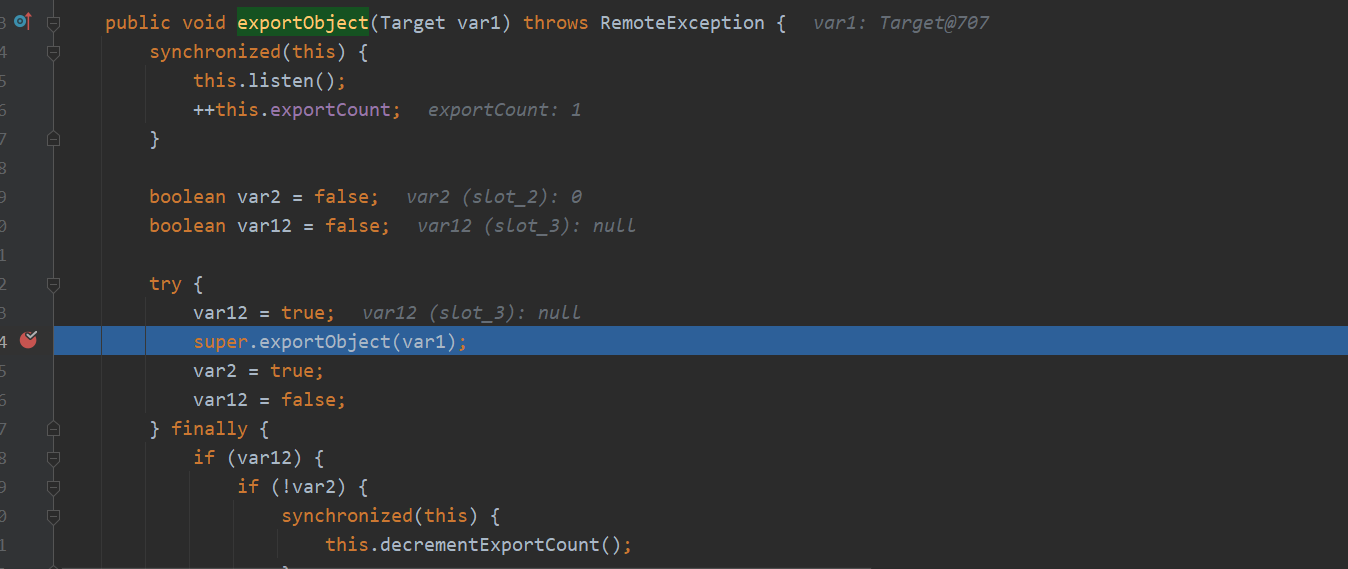 3 public void exportObject(Target var1) throws RemoteException { var1: Target@707
4 synchronized(this) {
5 this.listen();
6 ++this.exportCount; exportCount: 1
7 }
8
9 boolean var2 = false; var2 (slot_2): 0
0 boolean var12 = false; var12 (slot_3): null
1
2 try {
3 var12 = true; var12 (slot_3): null
4 super.exportObject(var1);
5 var2 = true;
6 var12 = false;
7 } finally {
8 if (var12) {
9 if (!var2) {
0 synchronized(this) {
1 this.decrementExportCount();